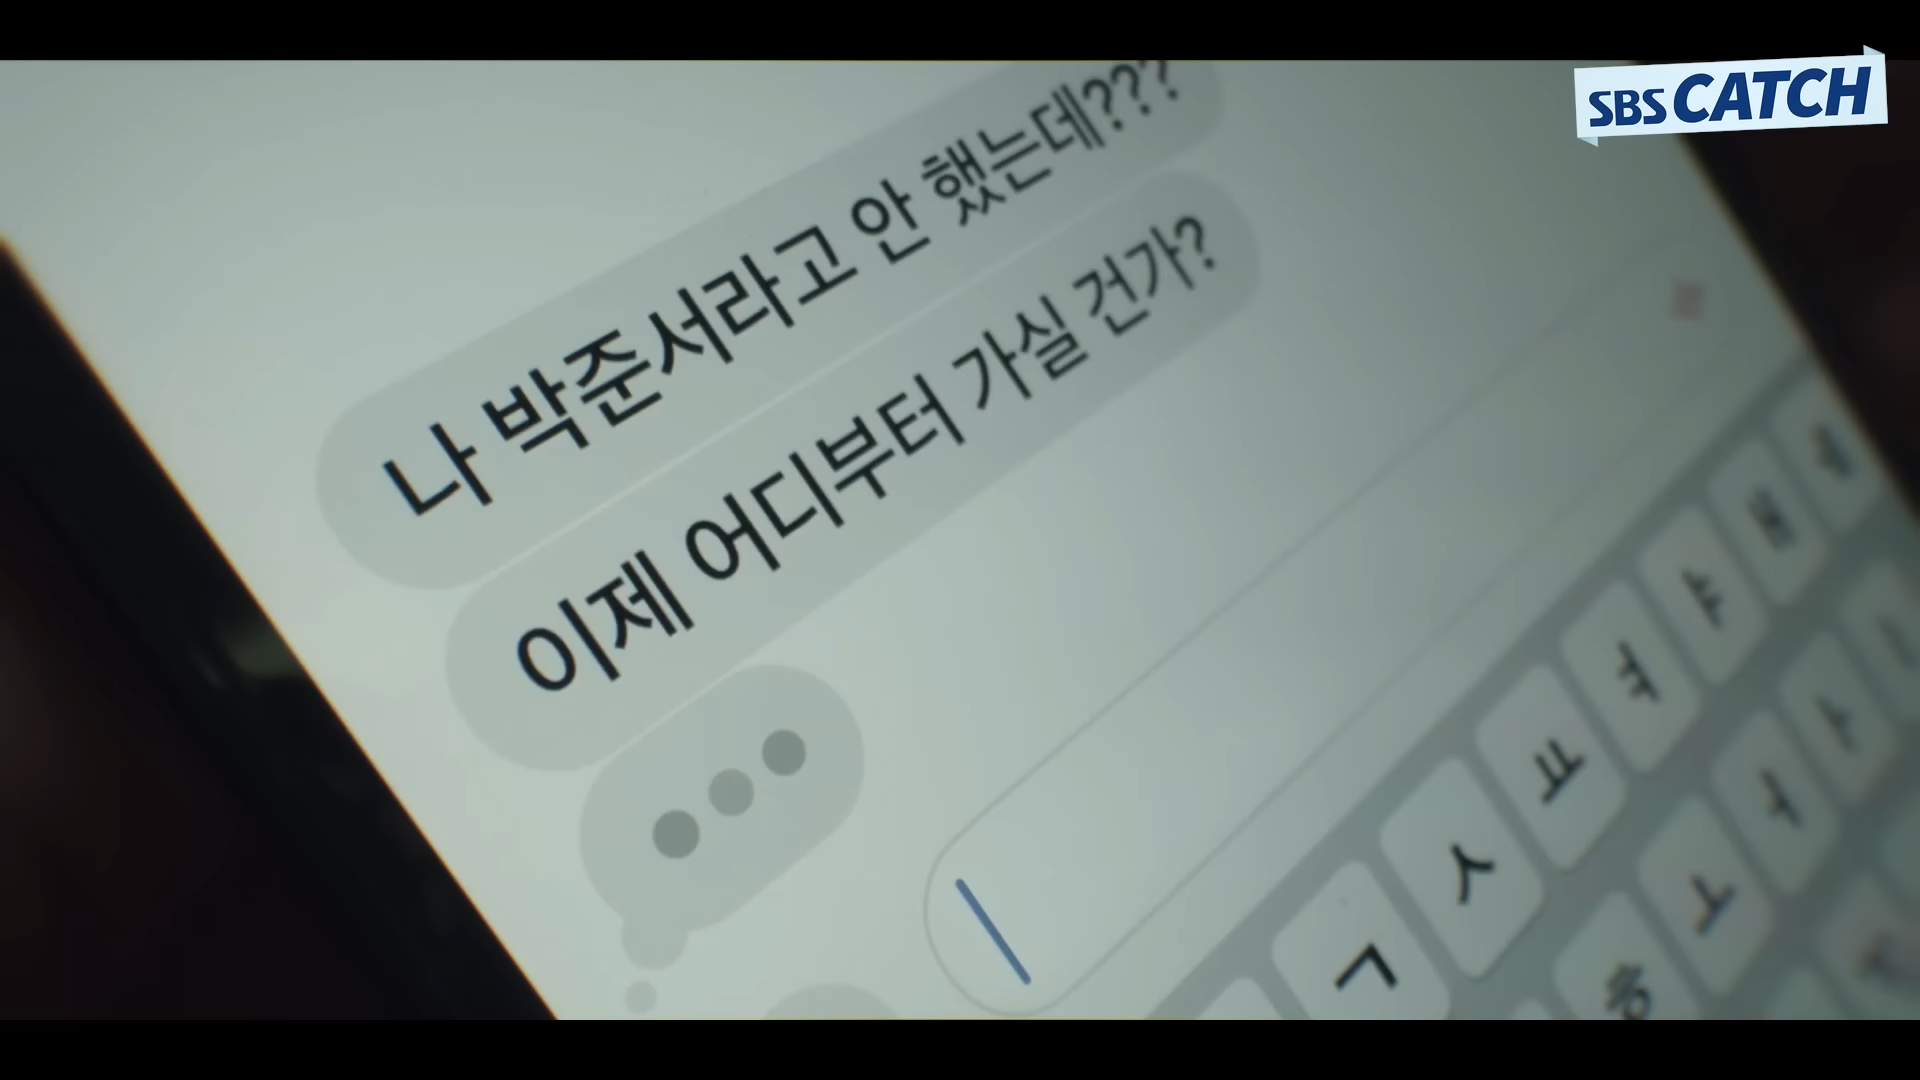 SBS CATCH
나 박준서라고 안 했는데???
이제 어디부터 가실 건가?
ㄱ ㅅ ㅛ ㅕ ㅑ ㅐ ㅔ
ㅎ ㅗ ㅓ ㅏ ㅣ